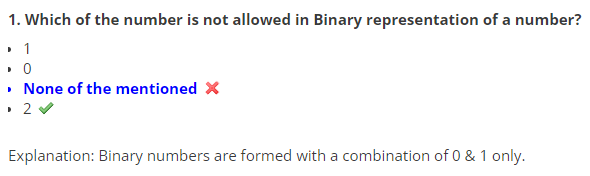 1. Which of the number is not allowed in Binary representation of a number?
1
0
None of the mentioned ❌
2 ✔
Explanation: Binary numbers are formed with a combination of 0 & 1 only.